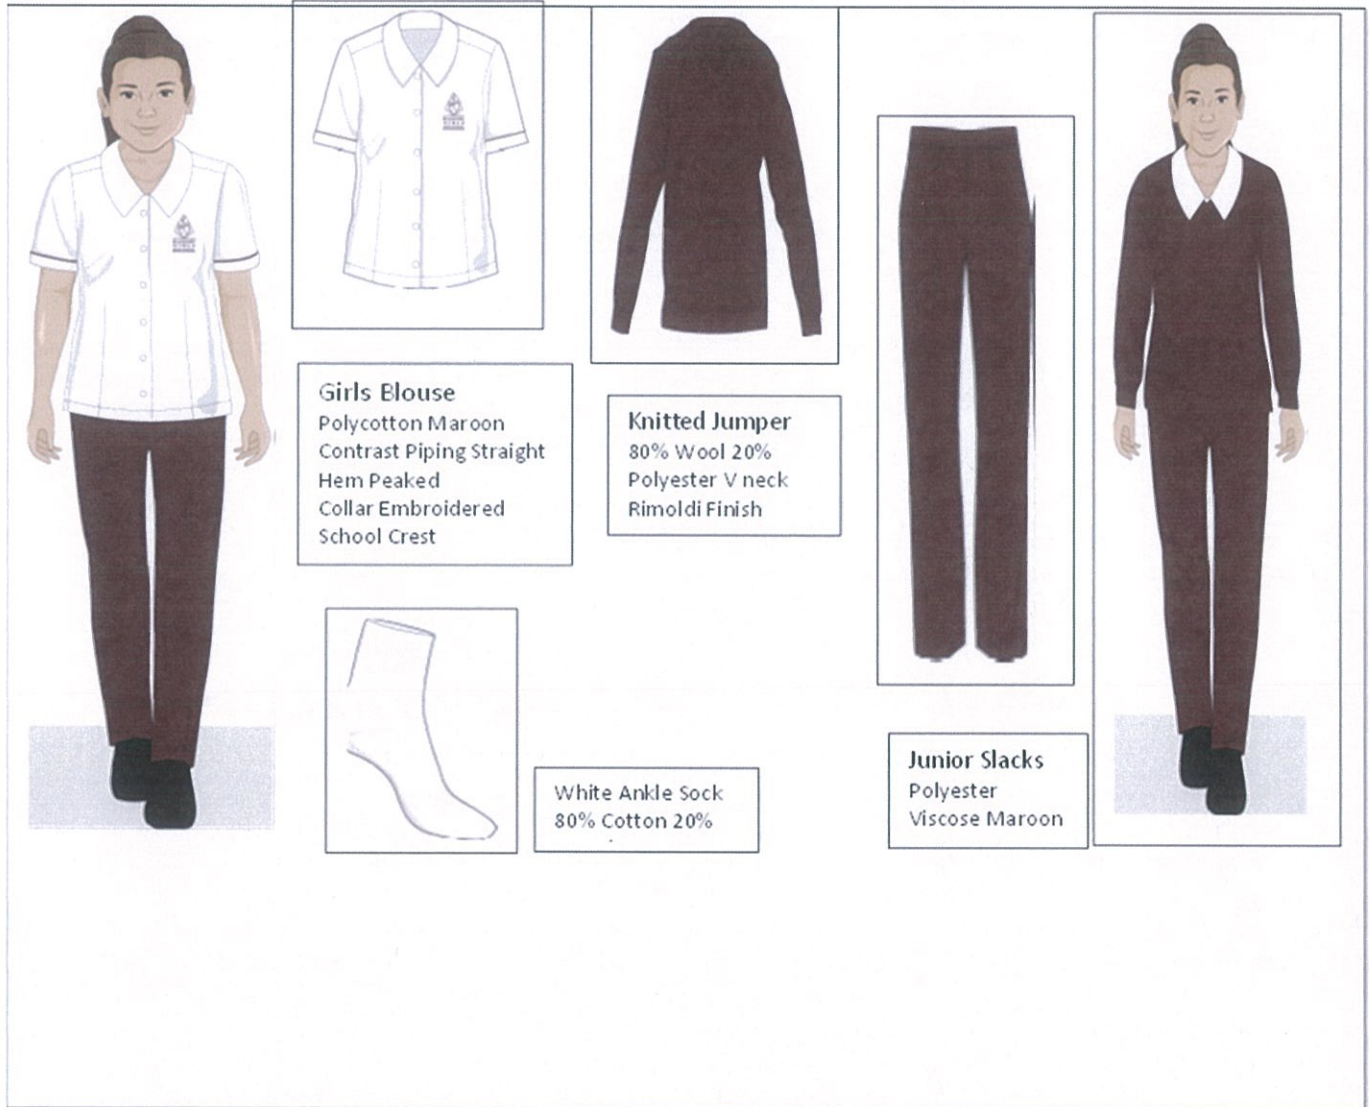 Girls Blouse
Polycotton Maroon
Contrast Piping Straight
Hem Peaked
Collar Embroidered
School Crest
Knitted Jumper
80% Wool 20%
Polyester V neck
Rimoldi Finish
White Ankle Sock
80% Cotton 20%
Junior Slacks
Polyester
Viscose Maroon